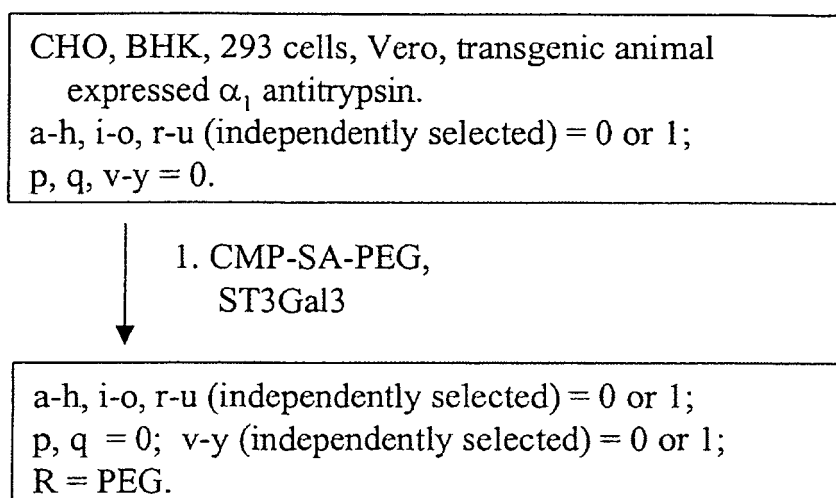 CHO, BHK, 293 cells, Vero, transgenic animal
expressed α₁ antitrypsin.
a-h, i-o, r-u (independently selected) = 0 or 1;
p, q, v-y = 0.
1. CMP-SA-PEG,
ST3Gal3
a-h, i-o, r-u (independently selected) = 0 or 1;
p, q = 0; v-y (independently selected) = 0 or 1;
R = PEG.